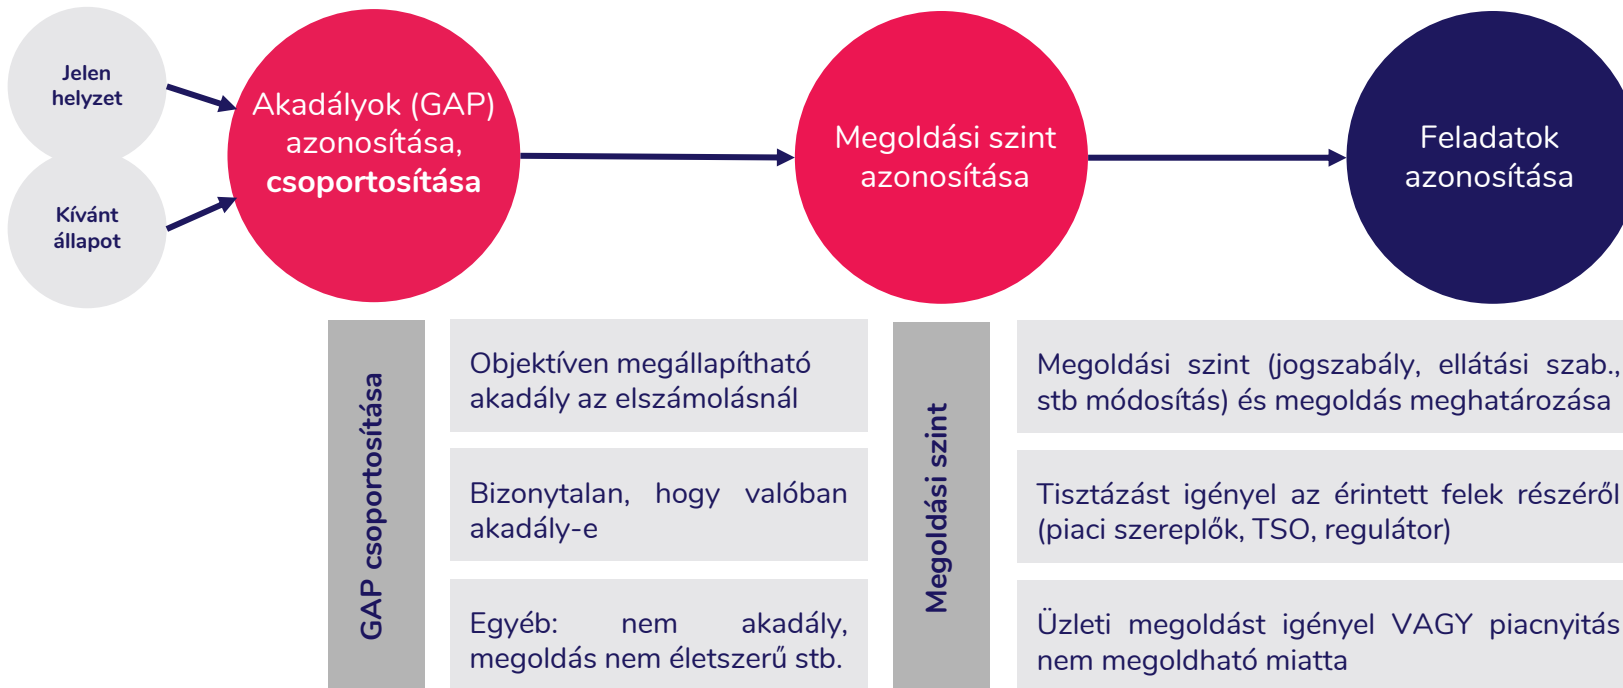 Jelen
helyzet
Kívánt
állapot
Akadályok (GAP)
azonosítása,
csoportosítása
Megoldási szint
azonosítása
Feladatok
azonosítása
GAP csoportosítása
Objektíven megállapítható
akadály az elszámolásnál
Bizonytalan, hogy valóban
akadály-e
Egyéb: nem akadály,
megoldás nem életszerű stb.
Megoldási szint
Megoldási szint (jogszabály, ellátási szab.,
stb módosítás) és megoldás meghatározása
Tisztázást igényel az érintett felek részéről
(piaci szereplők, TSO, regulátor)
Üzleti megoldást igényel VAGY piacnyitás
nem megoldható miatta